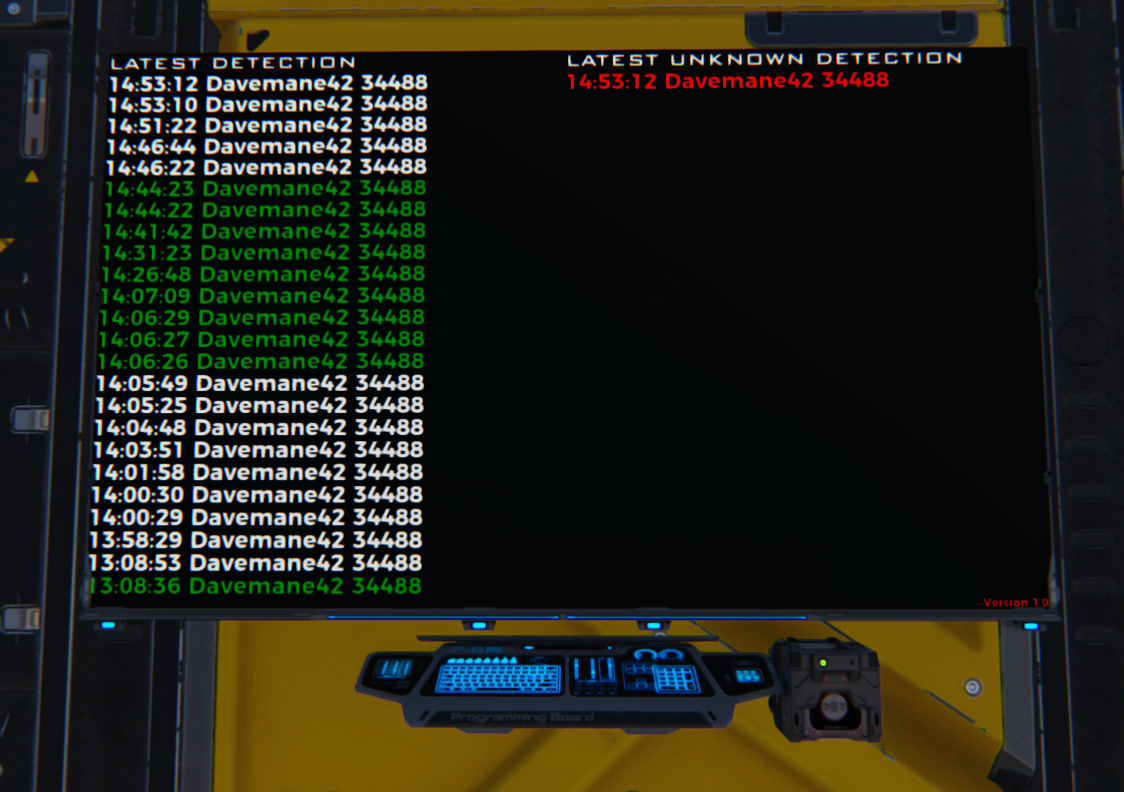 LATEST DETECTION
14:53:12 Davemane42 34488
14:53:10 Davemane42 34488
14:51:22 Davemane42 34488
14:46:44 Davemane42 34488
14:46:22 Davemane42 34488
14:44:23 Davemane42 34488
14:44:22 Davemane42 34488
14:41:42 Davemane42 34488
14:31:23 Davemane42 34488
14:26:48 Davemane42 34488
14:07:09 Davemane42 34488
14:06:29 Davemane42 34488
14:06:27 Davemane42 34488
14:06:26 Davemane42 34488
14:05:49 Davemane42 34488
14:05:25 Davemane42 34488
14:04:48 Davemane42 34488
14:03:51 Davemane42 34488
14:01:58 Davemane42 34488
14:00:30 Davemane42 34488
14:00:29 Davemane42 34488
13:58:29 Davemane42 34488
13:08:53 Davemane42 34488
13:08:36 Davemane42 34488
LATEST UNKNOWN DETECTION
14:53:12 Davemane42 34488
Version 1.0
Programming Board